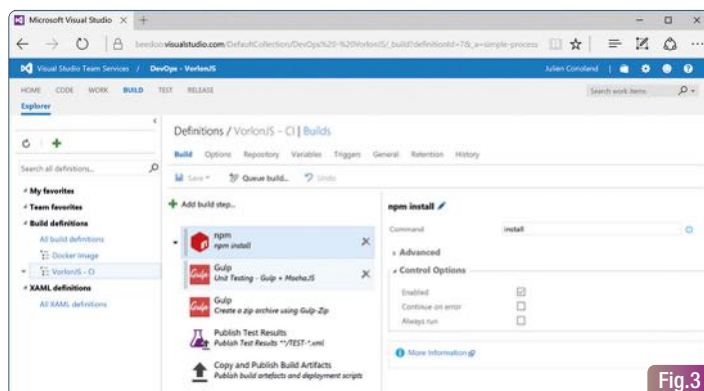 Microsoft Visual Studio
beedoo.visualstudio.com/DefaultCollection/DevOps%20-%20VorlonJS/_build?definitionId=7&_a=simple-process
Visual Studio Team Services / DevOps - VorlonJS
Julien Corioland
HOME CODE WORK BUILD TEST RELEASE
Search work items
Explorer
Search all definitions...
My favorites
Team favorites
Build definitions
All build definitions
Docker Image
VorlonJS - CI
XAML definitions
All XAML definitions
Definitions / VorlonJS - CI | Builds
Build Options Repository Variables Triggers General Retention History
Save Queue build... Undo
Add build step...
npm
npm install
Gulp
Unit Testing - Gulp + MochaJS
Gulp
Create a zip archive using Gulp-Zip
Publish Test Results
Publish Test Results **/TEST-*.xml
Copy and Publish Build Artifacts
Publish build artefacts and deployment scripts
npm install
Command install
Advanced
Control Options
Enabled
Continue on error
Always run
More Information
Fig.3